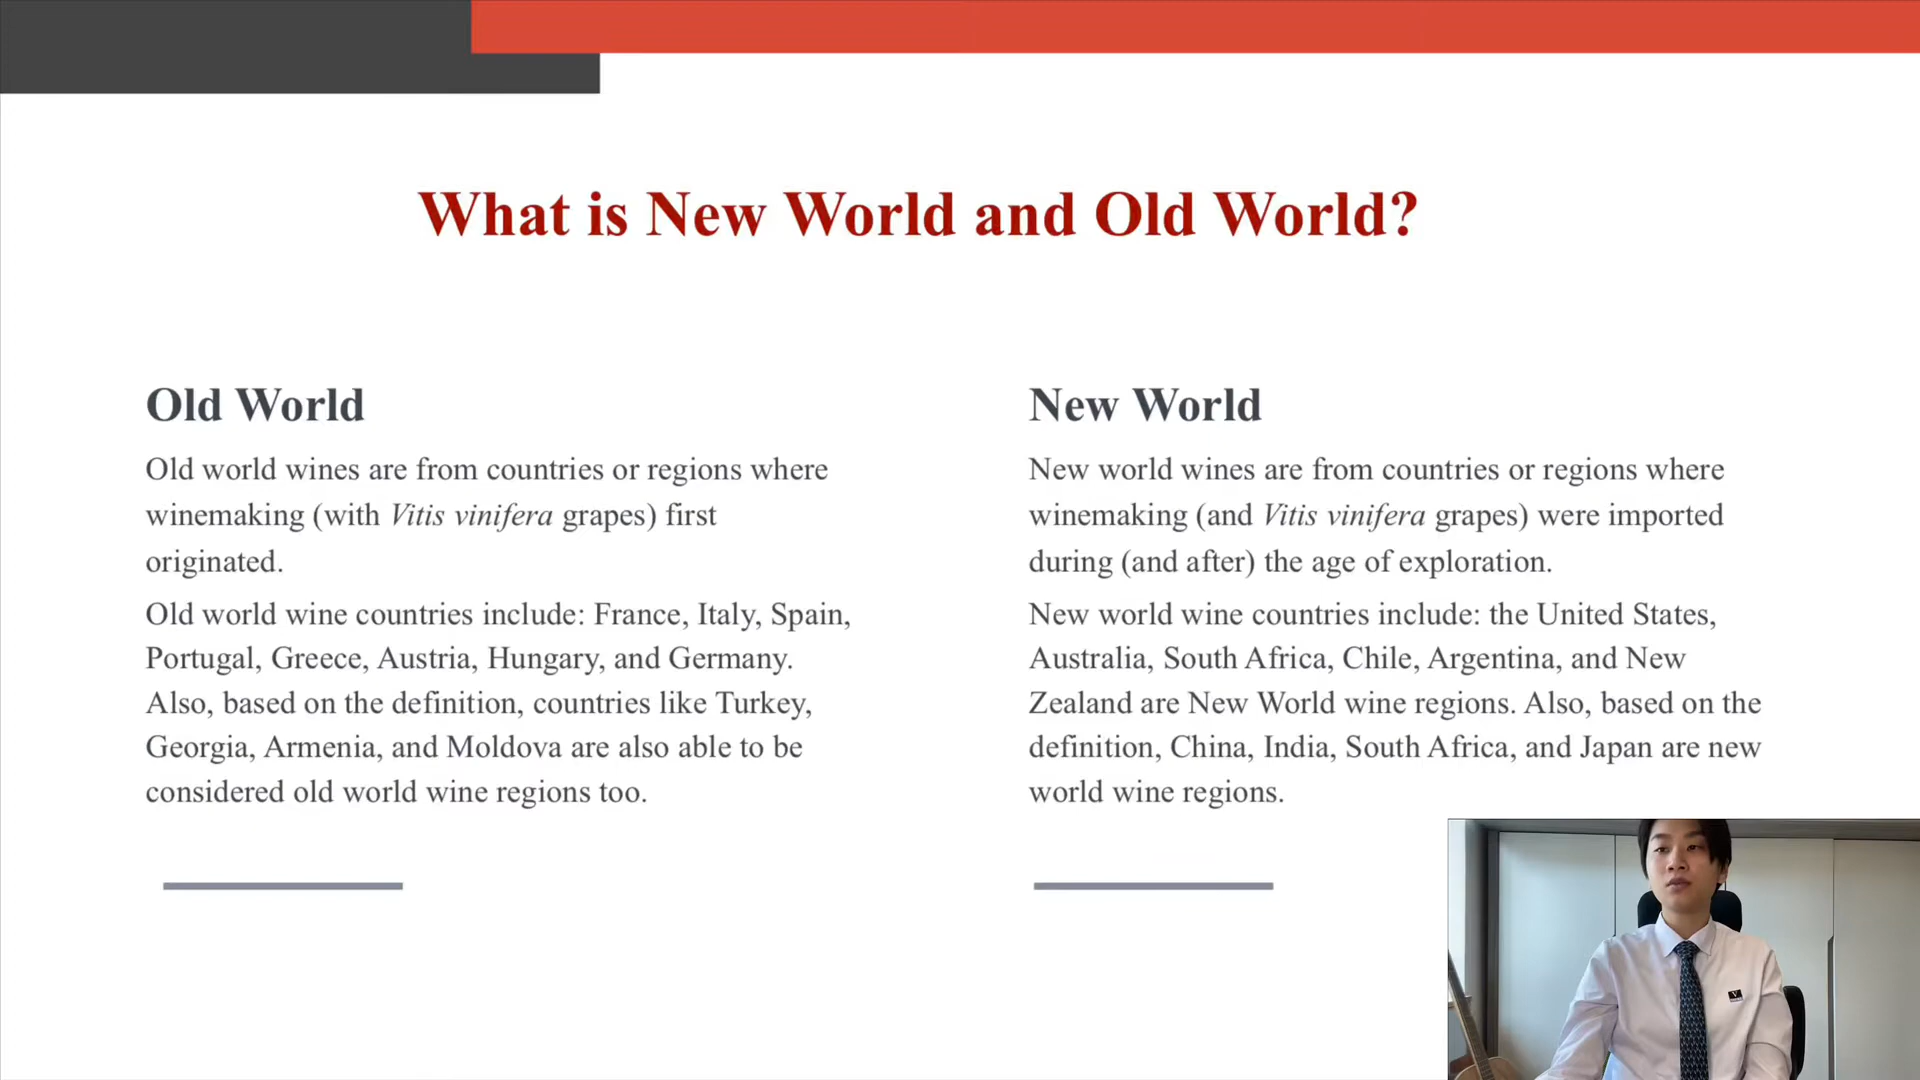 What is New World and Old World?
Old World
Old world wines are from countries or regions where
winemaking (with Vitis vinifera grapes) first
originated.
Old world wine countries include: France, Italy, Spain,
Portugal, Greece, Austria, Hungary, and Germany.
Also, based on the definition, countries like Turkey,
Georgia, Armenia, and Moldova are also able to be
considered old world wine regions too.
New World
New world wines are from countries or regions where
winemaking (and Vitis vinifera grapes) were imported
during (and after) the age of exploration.
New world wine countries include: the United States,
Australia, South Africa, Chile, Argentina, and New
Zealand are New World wine regions. Also, based on the
definition, China, India, South Africa, and Japan are new
world wine regions.